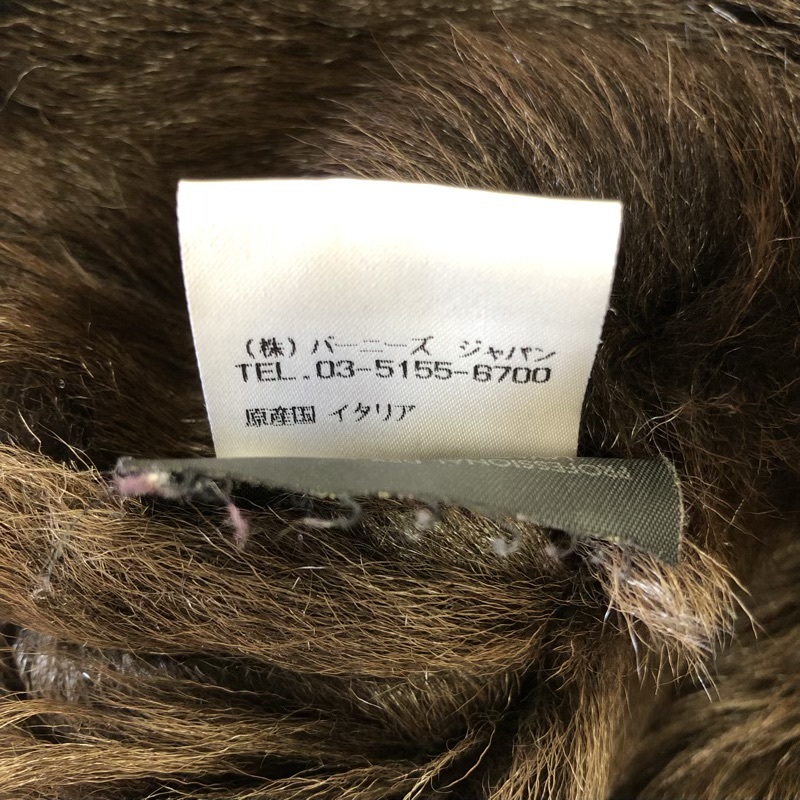 (株)バーニーズ ジャパン
TEL.03-5155-6700
原産国 イタリア
PROFESSIONAL